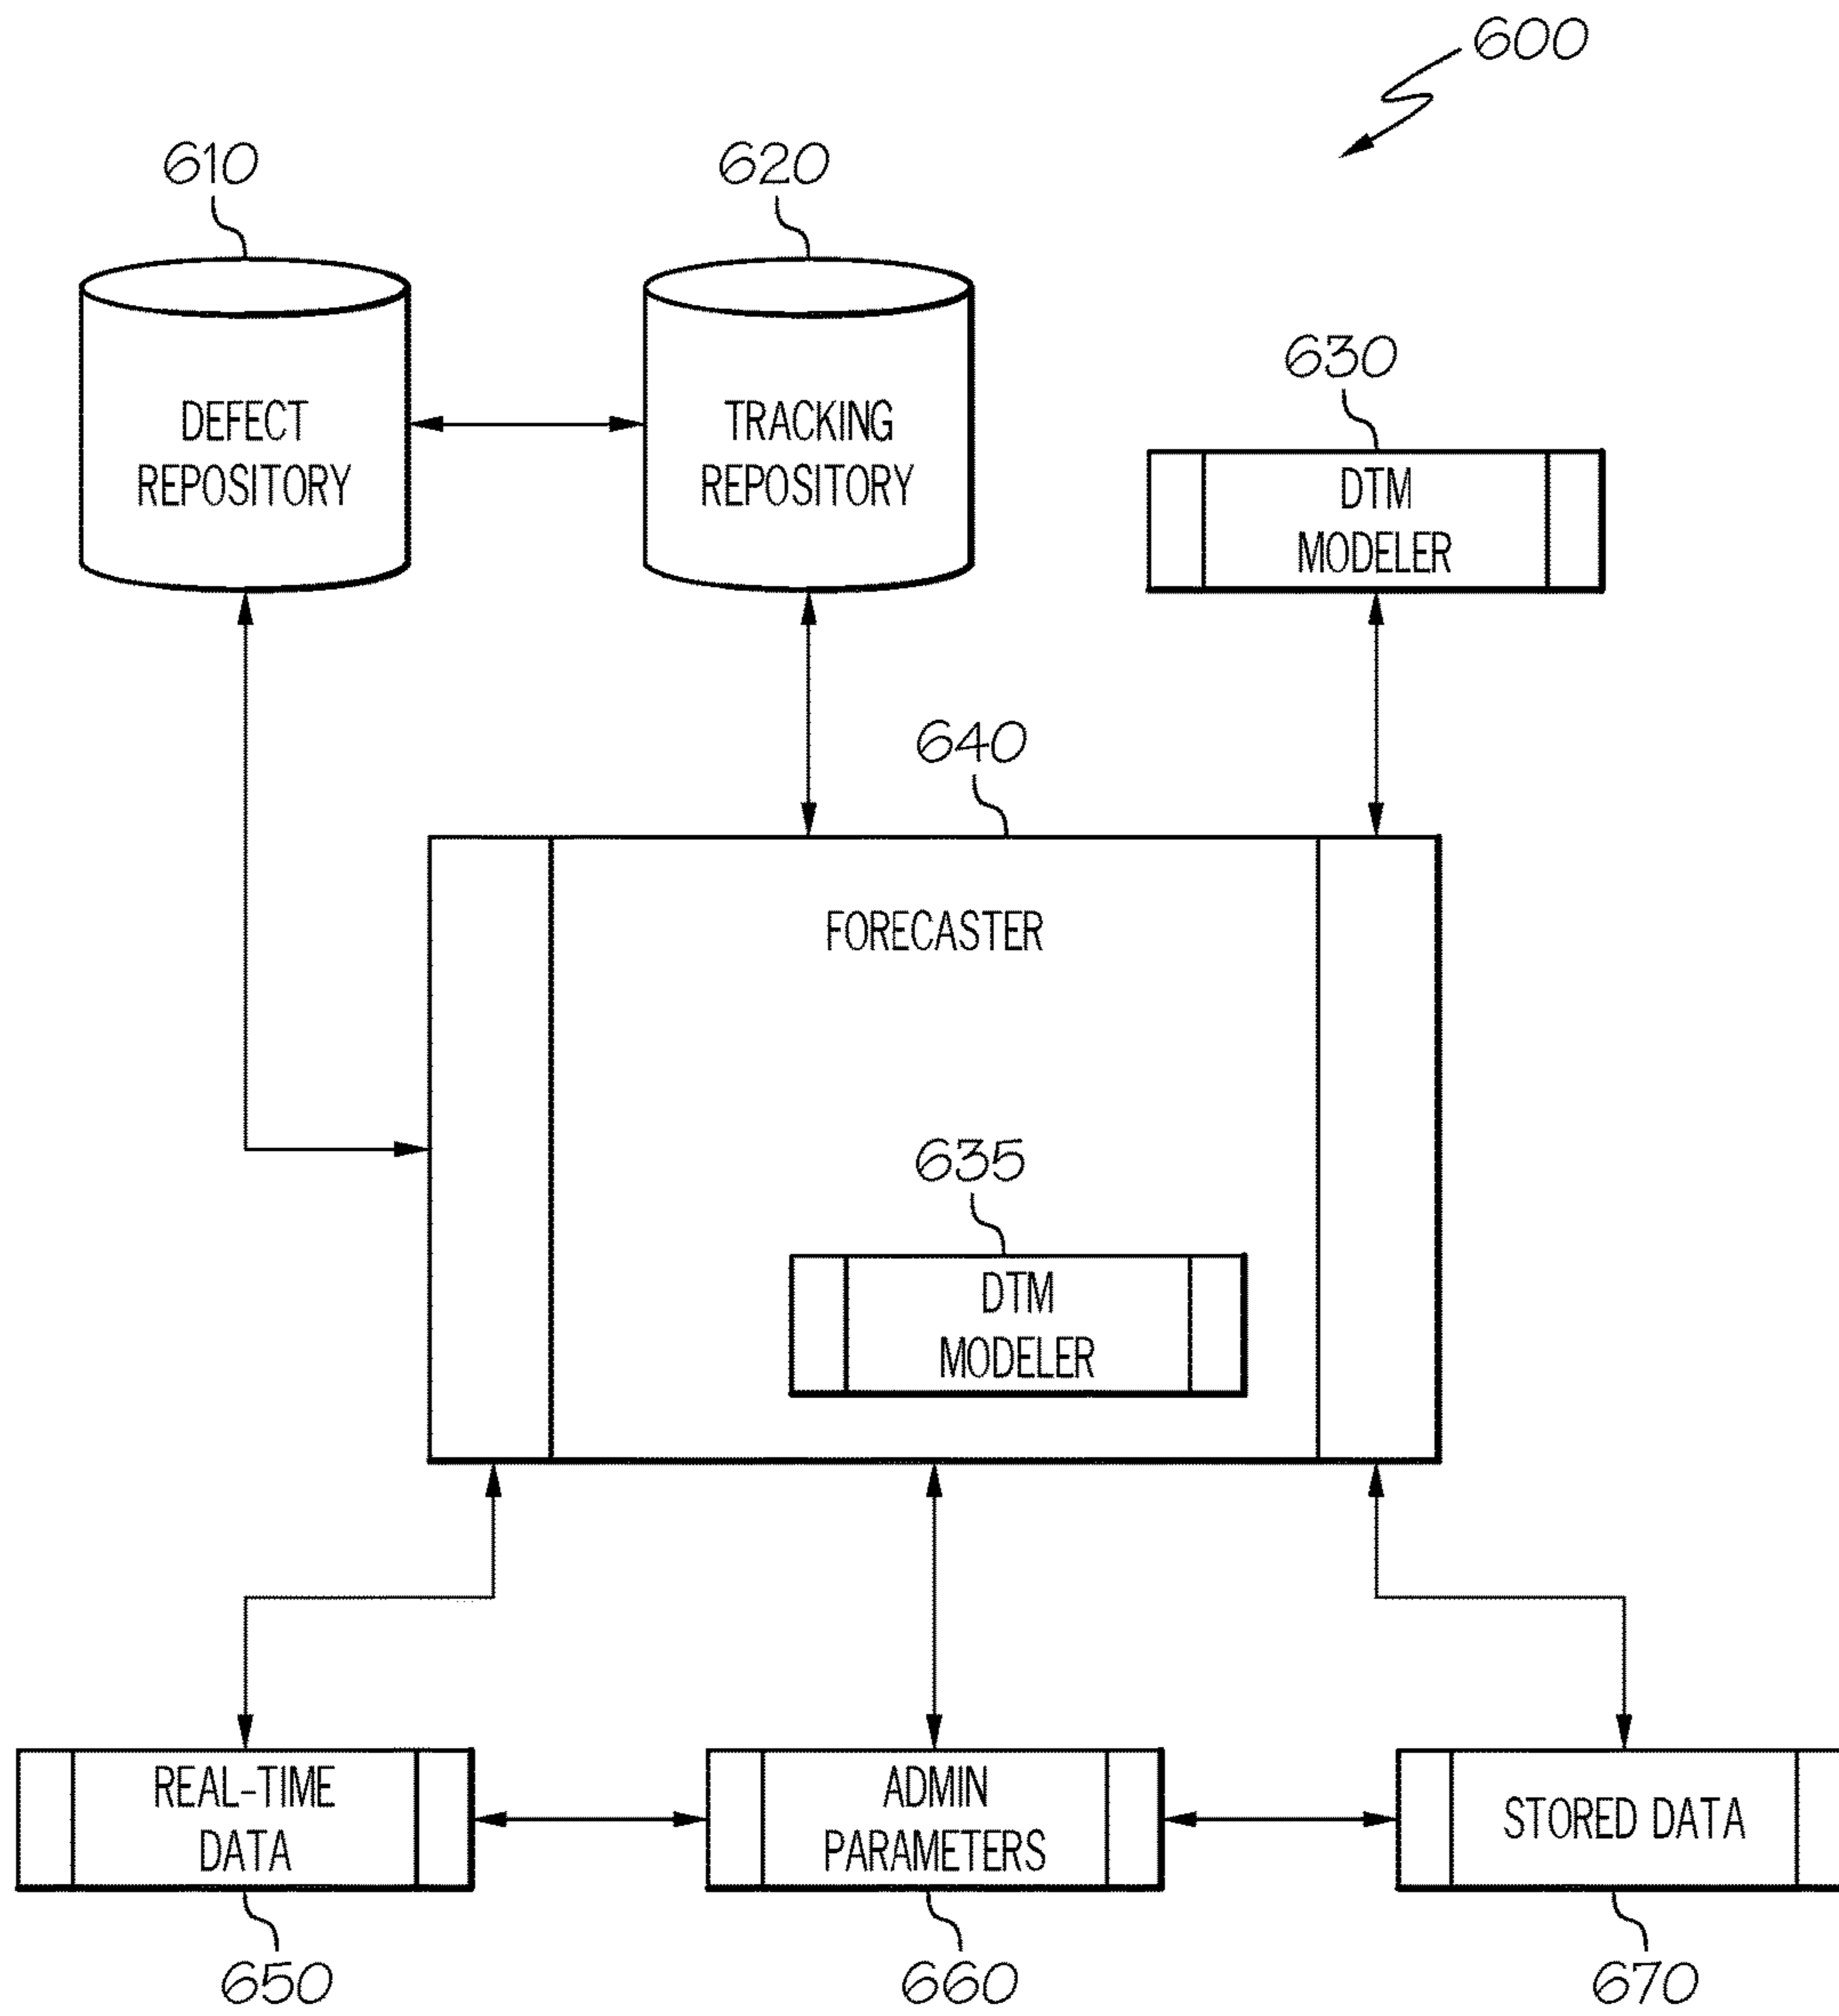 600
610
620
DEFECT
REPOSITORY
TRACKING
REPOSITORY
630
DTM
MODELER
640
FORECASTER
635
DTM
MODELER
REAL-TIME
DATA
ADMIN
PARAMETERS
STORED DATA
650
660
670